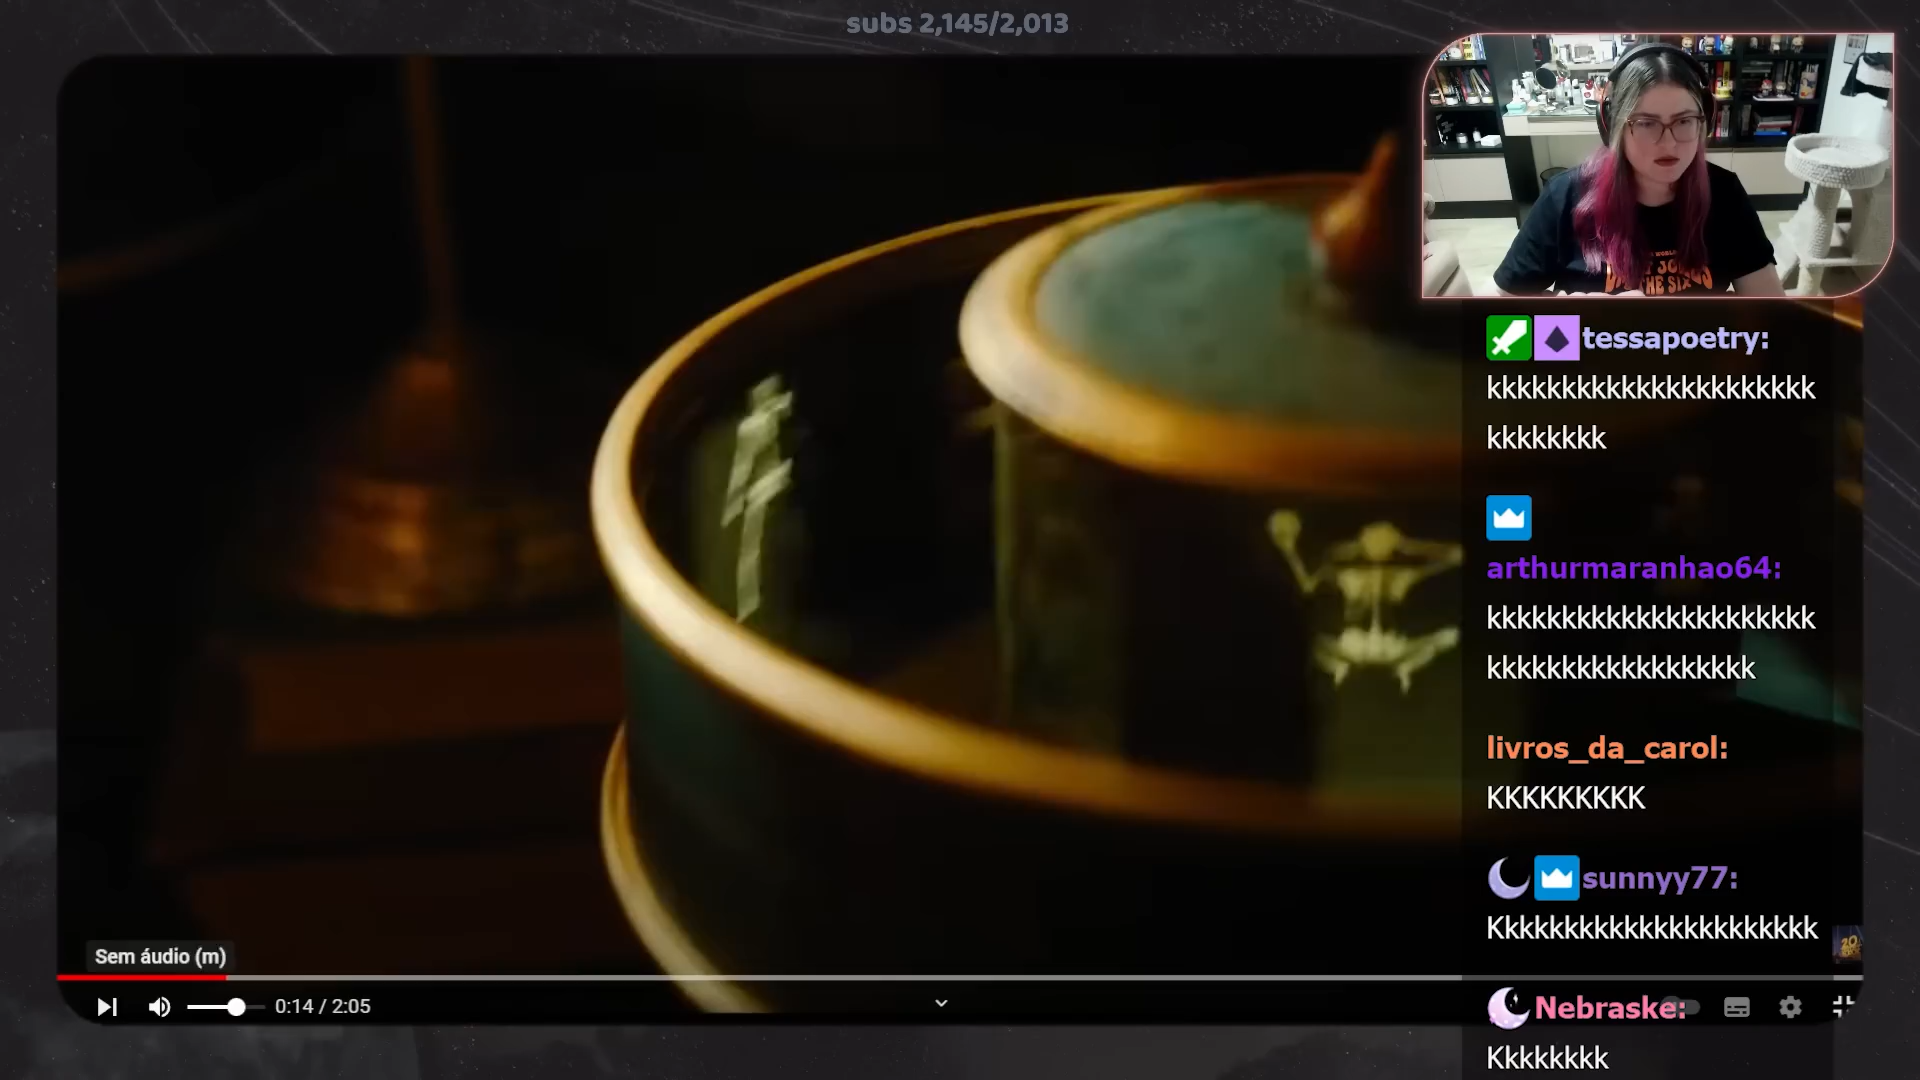 subs 2,145/2,013
tessapoetry:
kkkkkkkkkkkkkkkkkkkkkk
kkkkkkkk
arthurmaranhao64:
kkkkkkkkkkkkkkkkkkkkkk
kkkkkkkkkkkkkkkkkk
livros_da_carol:
KKKKKKKKK
sunnyy77:
Kkkkkkkkkkkkkkkkkkkkkk
Nebraske:
Kkkkkkkk
Sem áudio (m)
0:14 / 2:05